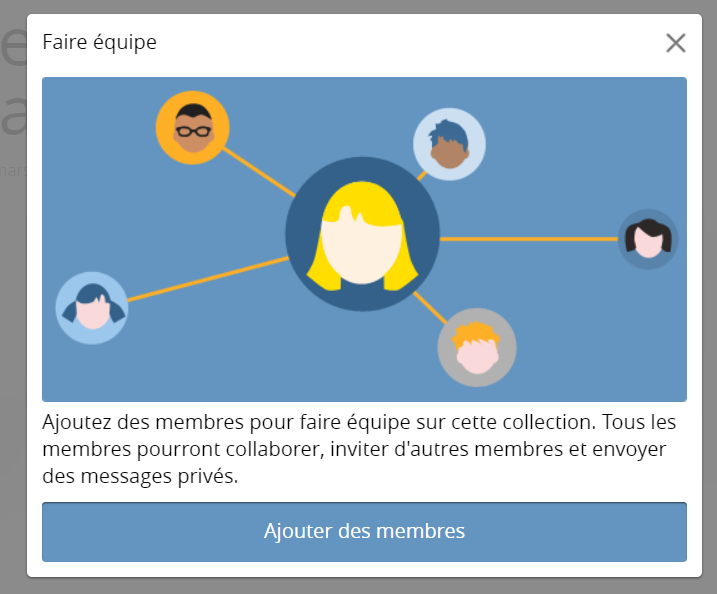 Faire équipe
Ajoutez des membres pour faire équipe sur cette collection. Tous les
membres pourront collaborer, inviter d'autres membres et envoyer
des messages privés.
Ajouter des membres